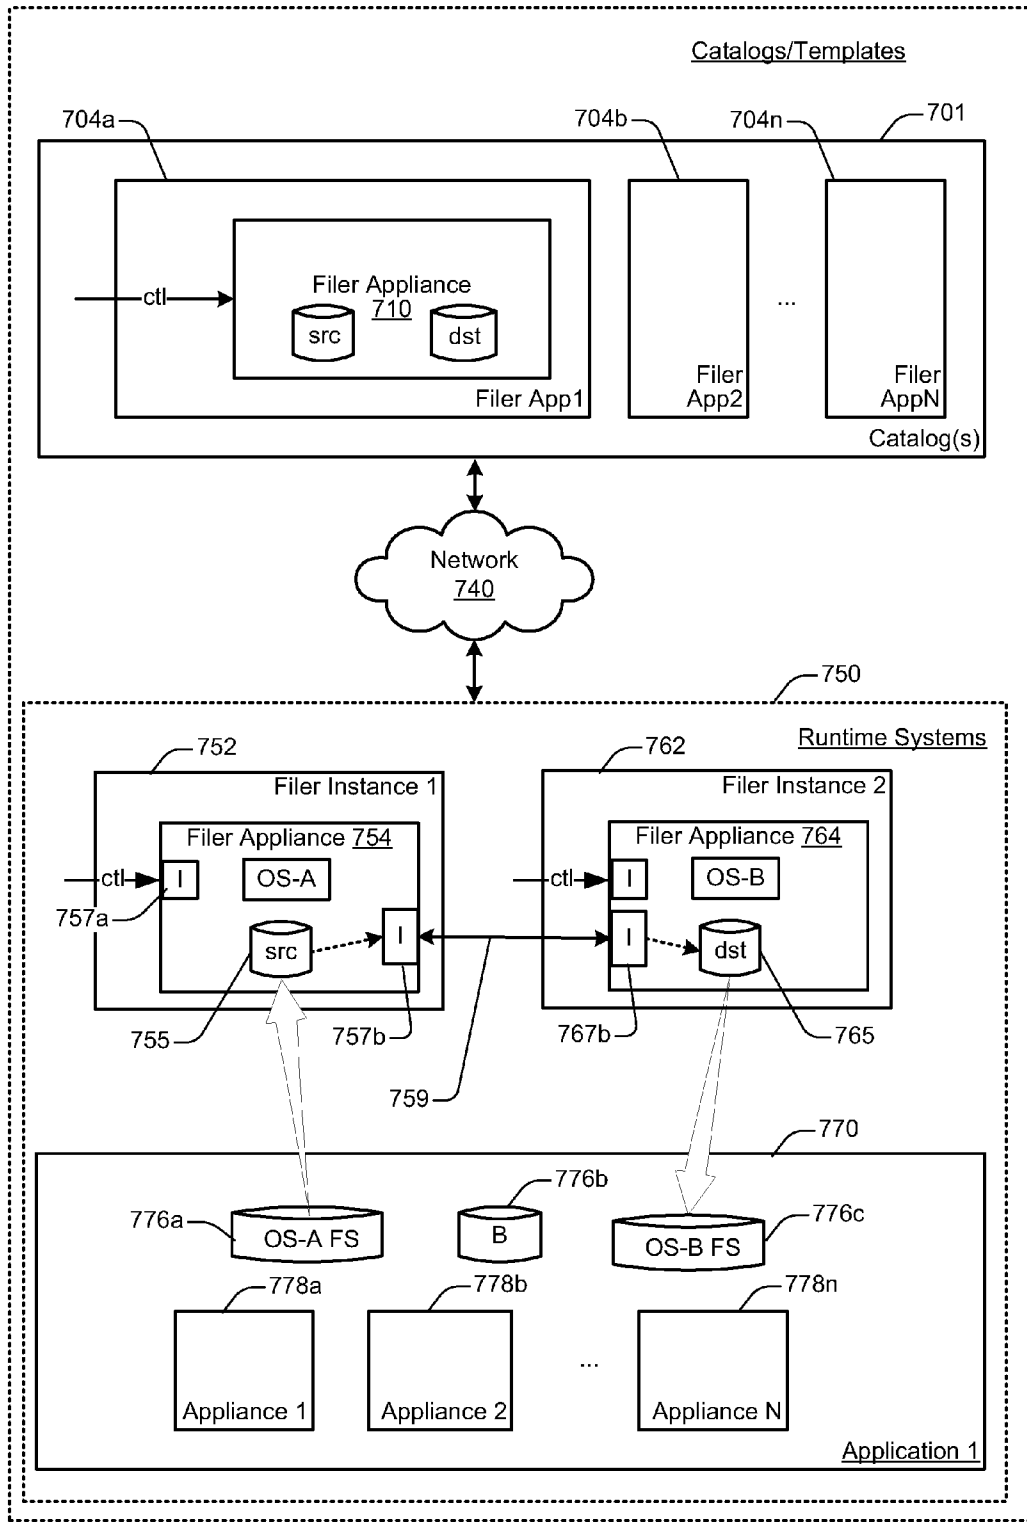 Catalogs/Templates
704a
704b
704n
701
ctl
Filer Appliance
710
src
dst
Filer App1
Filer
App2
...
Filer
AppN
Catalog(s)
Network
740
750
Runtime Systems
752
762
Filer Instance 1
Filer Instance 2
Filer Appliance 754
Filer Appliance 764
ctl
I
OS-A
ctl
I
OS-B
757a
src
I
I
dst
755
757b
767b
765
759
770
776a
OS-A FS
776b
B
OS-B FS
776c
778a
778b
778n
...
Appliance 1
Appliance 2
Appliance N
Application 1